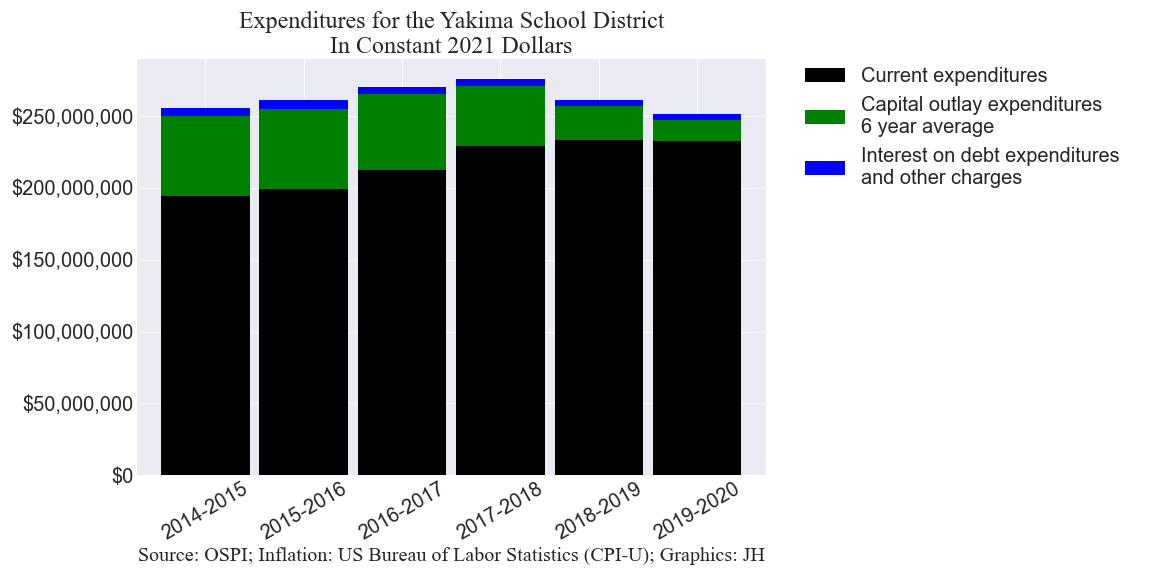 Expenditures for the Yakima School District
In Constant 2021 Dollars
Current expenditures
Capital outlay expenditures
6 year average
Interest on debt expenditures
and other charges
$250,000,000
$200,000,000
$150,000,000
$100,000,000
$50,000,000
$0
2014-2015
2015-2016
2016-2017
2017-2018
2018-2019
2019-2020
Source: OSPI; Inflation: US Bureau of Labor Statistics (CPI-U); Graphics: JH